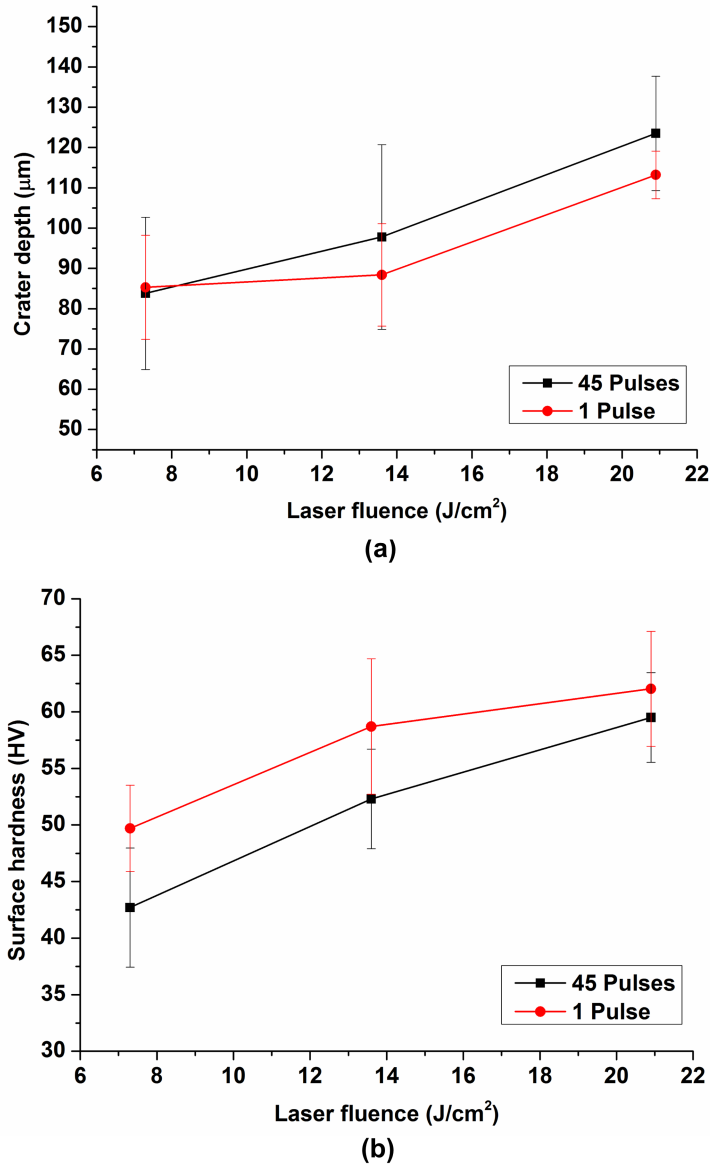 150
140
130
120
110
100
90
80
70
60
50
Crater depth (μm)
45 Pulses
1 Pulse
6 8 10 12 14 16 18 20 22
Laser fluence (J/cm²)
(a)
70
65
60
55
50
45
40
35
30
Surface hardness (HV)
45 Pulses
1 Pulse
6 8 10 12 14 16 18 20 22
Laser fluence (J/cm²)
(b)